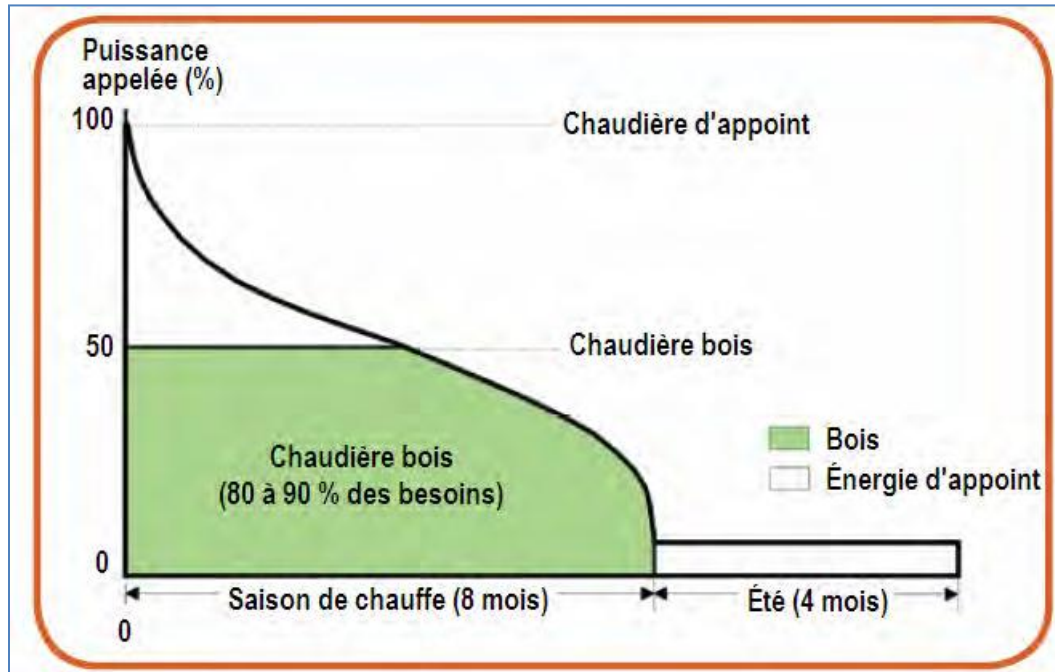 Puissance
appelée (%)
100
Chaudière d'appoint
50
Chaudière bois
Bois
Chaudière bois
(80 à 90 % des besoins)
Énergie d'appoint
0
Saison de chauffe (8 mois)
Été (4 mois)
0